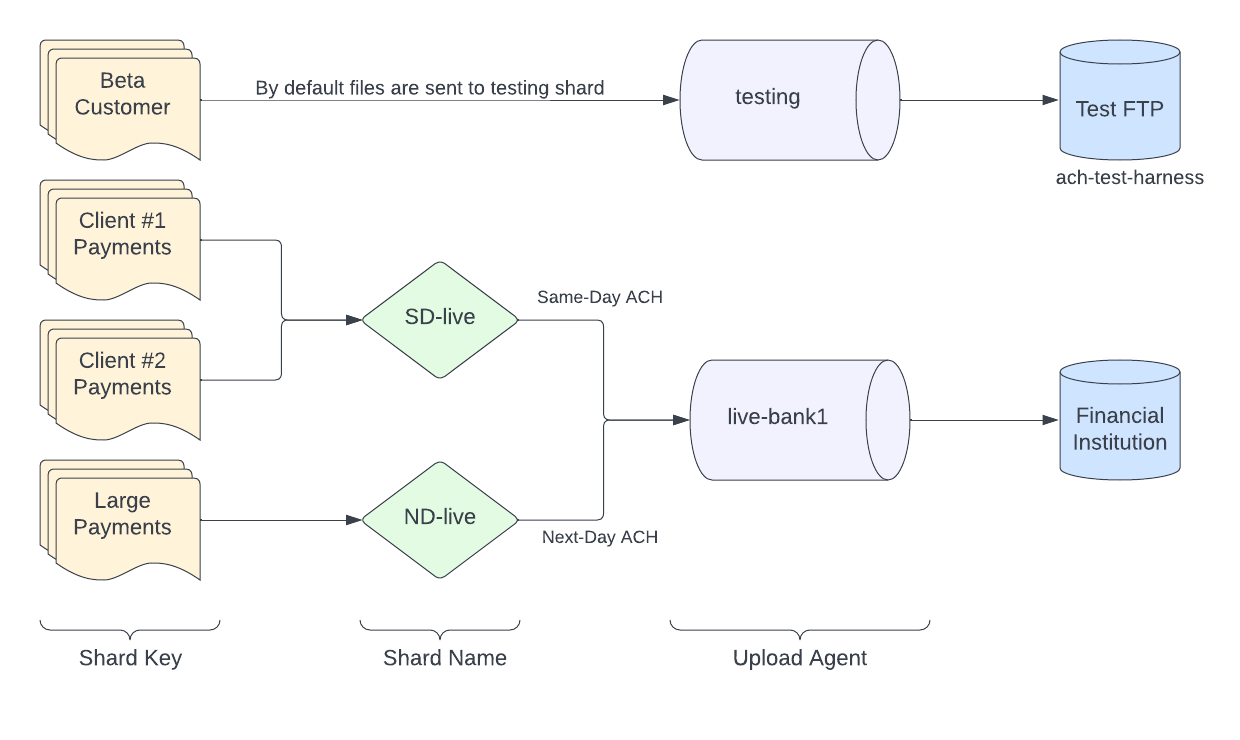 Beta
Customer
By default files are sent to testing shard
testing
Test FTP
ach-test-harness
Client #1
Payments
Client #2
Payments
SD-live
Same-Day ACH
live-bank1
Financial
Institution
Large
Payments
ND-live
Next-Day ACH
Shard Key
Shard Name
Upload Agent